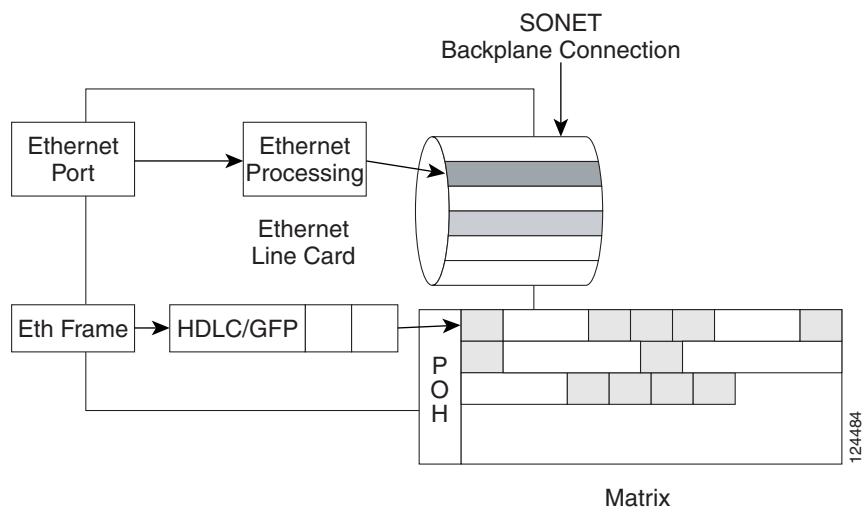 SONET
Backplane Connection
Ethernet
Port
Ethernet
Processing
Ethernet
Line Card
Eth Frame
HDLC/GFP
P
O
H
124484
Matrix